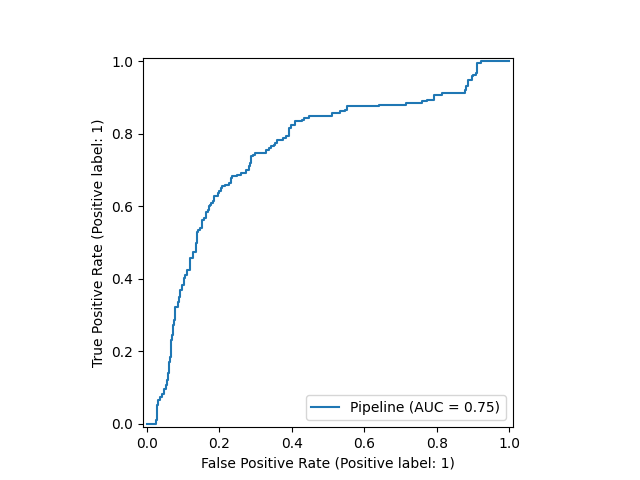 1.0
0.8
0.6
0.4
0.2
0.0
True Positive Rate (Positive label: 1)
Pipeline (AUC = 0.75)
0.0 0.2 0.4 0.6 0.8 1.0
False Positive Rate (Positive label: 1)